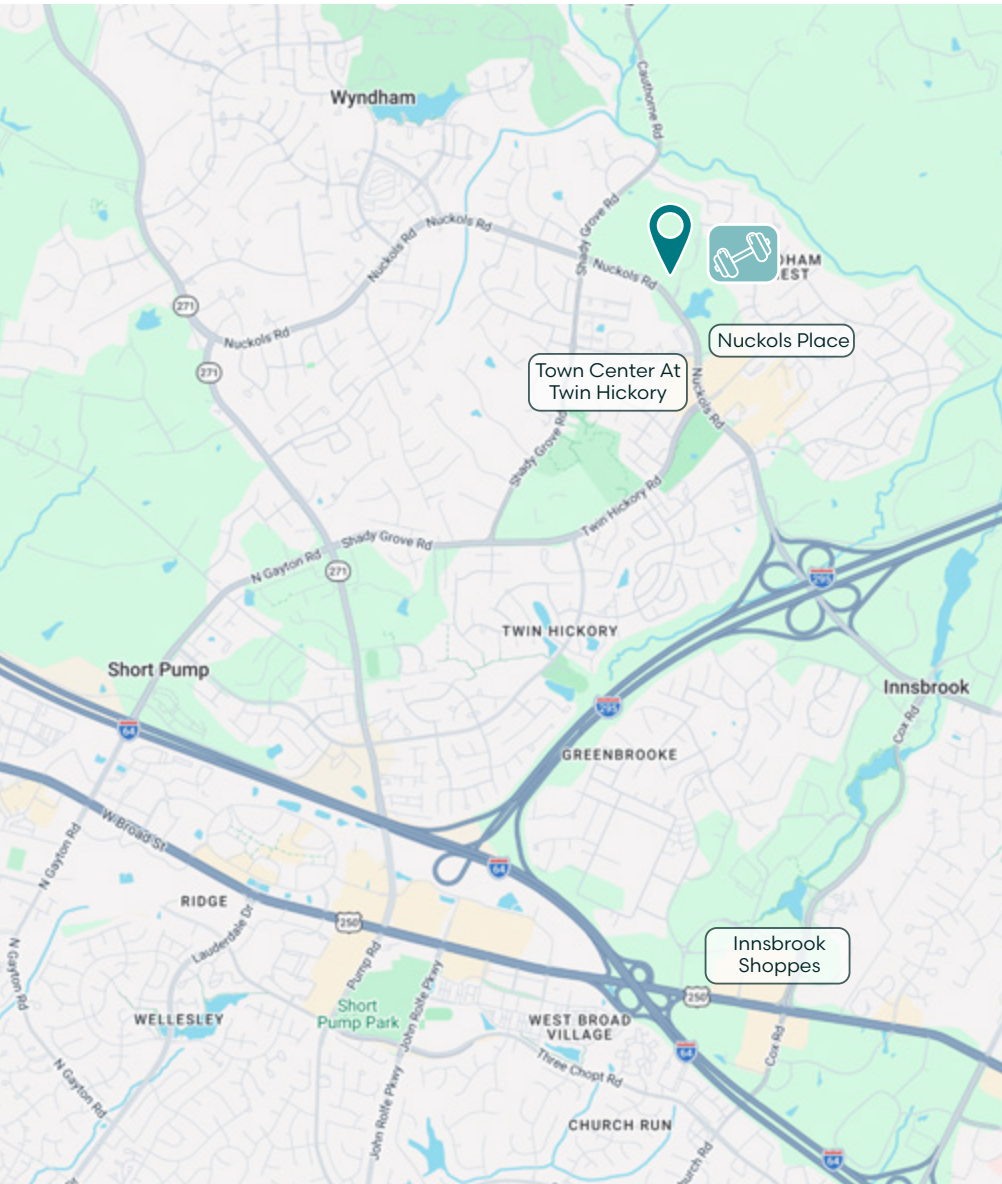 Cauthorne Rd
Wyndham
Shady Grove Rd
Nuckols Rd
Nuckols Rd
Nuckols Rd
271
Nuckols Rd
Nuckols Place
271
Town Center At
Twin Hickory
Nuckols Rd
Shady Grove Rd
Twin Hickory Rd
Shady Grove Rd
N Gayton Rd
271
295
TWIN HICKORY
Short Pump
Innsbrook
295
64
Cox Rd
GREENBROOKE
W Broad St
N Gayton Rd
64
RIDGE
250
Lauderdale Dr
Innsbrook
Shoppes
Pump Rd
N Gayton Rd
John Rolfe Pkwy
250
Short
Pump Park
WELLESLEY
WEST BROAD
VILLAGE
Cox Rd
64
Three Chopt Rd
N Gayton Rd
John Rolfe Pkwy
CHURCH RUN
64